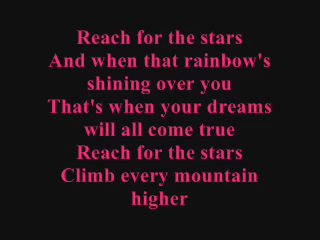 Reach for the stars
And when that rainbow's
shining over you
That's when your dreams
will all come true
Reach for the stars
Climb every mountain
higher